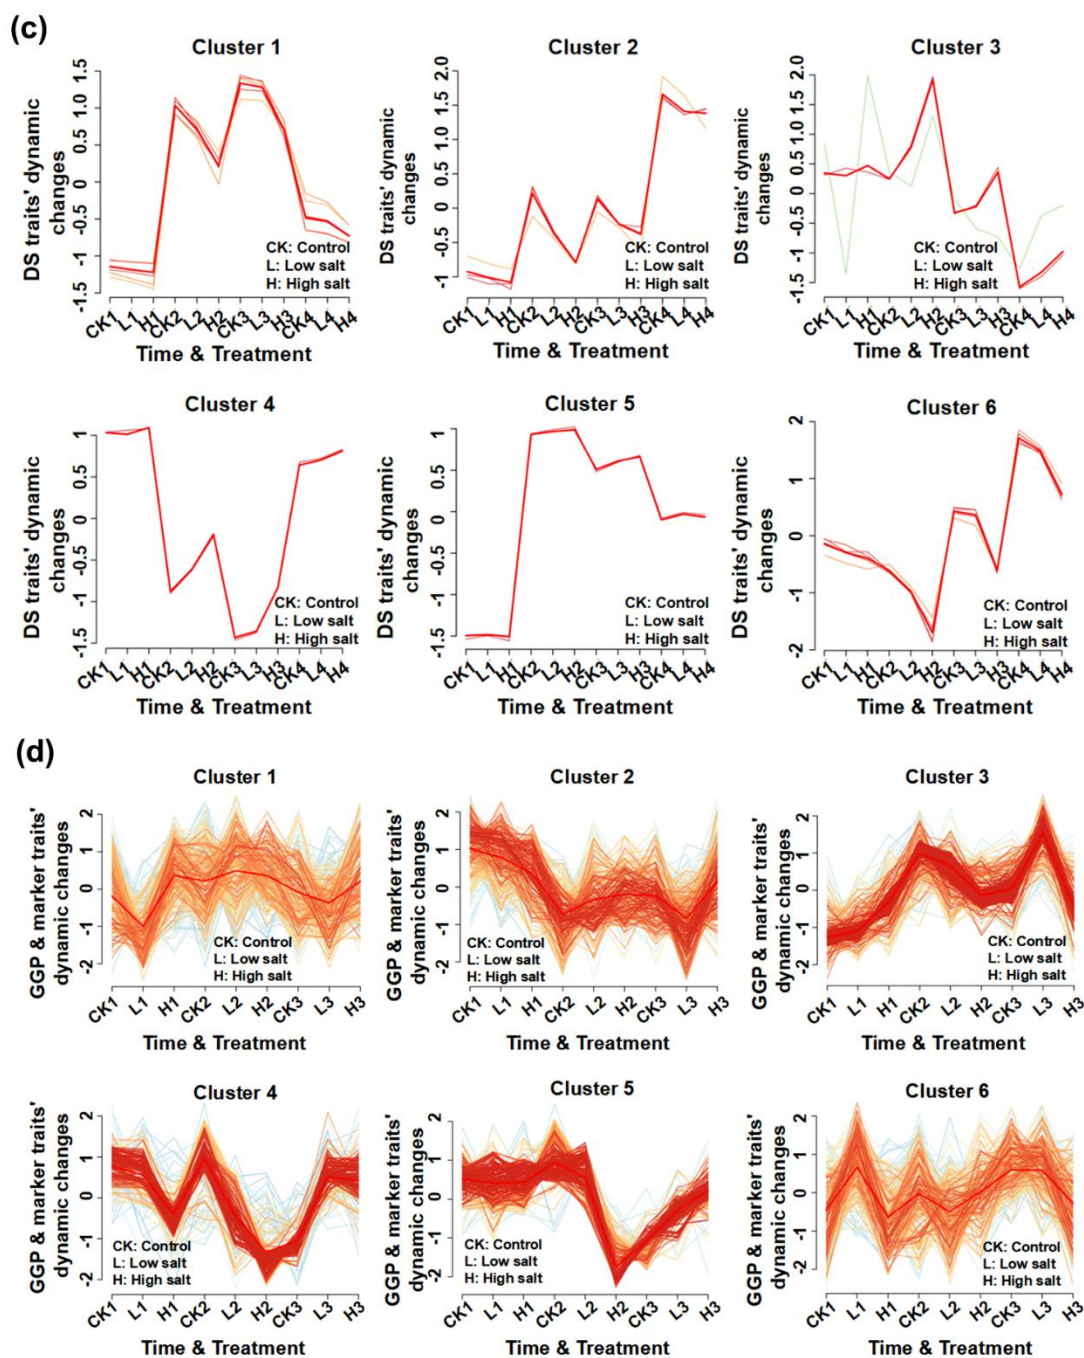 (c)
Cluster 1
DS traits' dynamic
changes
1.5
1.0
0.5
0
-0.5
-1
-1.5
CK: Control
L: Low salt
H: High salt
CK1 L1 H1 CK2 L2 H2 CK3 L3 H3 CK4 L4 H4
Time & Treatment
Cluster 2
DS traits' dynamic
changes
2.0
1.5
1.0
0.5
0
-0.5
-1
CK: Control
L: Low salt
H: High salt
CK1 L1 H1 CK2 L2 H2 CK3 L3 H3 CK4 L4 H4
Time & Treatment
Cluster 3
DS traits' dynamic
changes
2.0
1.5
1.0
0.5
0
-0.5
-1
-1.5
CK: Control
L: Low salt
H: High salt
CK1 L1 H1 CK2 L2 H2 CK3 L3 H3 CK4 L4 H4
Time & Treatment
Cluster 4
DS traits' dynamic
changes
1
0.5
0
-0.5
-1
-1.5
CK: Control
L: Low salt
H: High salt
CK1 L1 H1 CK2 L2 H2 CK3 L3 H3 CK4 L4 H4
Time & Treatment
Cluster 5
DS traits' dynamic
changes
1
0.5
0
-0.5
-1
-1.5
CK: Control
L: Low salt
H: High salt
CK1 L1 H1 CK2 L2 H2 CK3 L3 H3 CK4 L4 H4
Time & Treatment
Cluster 6
DS traits' dynamic
changes
2
1
0
-1
-2
CK: Control
L: Low salt
H: High salt
CK1 L1 H1 CK2 L2 H2 CK3 L3 H3 CK4 L4 H4
Time & Treatment
(d)
Cluster 1
GGP & marker traits'
dynamic changes
2
1
0
-1
-2
CK: Control
L: Low salt
H: High salt
CK1 L1 H1 CK2 L2 H2 CK3 L3 H3
Time & Treatment
Cluster 2
GGP & marker traits'
dynamic changes
2
1
0
-1
-2
CK: Control
L: Low salt
H: High salt
CK1 L1 H1 CK2 L2 H2 CK3 L3 H3
Time & Treatment
Cluster 3
GGP & marker traits'
dynamic changes
2
1
0
-1
-2
CK: Control
L: Low salt
H: High salt
CK1 L1 H1 CK2 L2 H2 CK3 L3 H3
Time & Treatment
Cluster 4
GGP & marker traits'
dynamic changes
2
1
0
-1
-2
CK: Control
L: Low salt
H: High salt
CK1 L1 H1 CK2 L2 H2 CK3 L3 H3
Time & Treatment
Cluster 5
GGP & marker traits'
dynamic changes
2
1
0
-1
-2
CK: Control
L: Low salt
H: High salt
CK1 L1 H1 CK2 L2 H2 CK3 L3 H3
Time & Treatment
Cluster 6
GGP & marker traits'
dynamic changes
2
1
0
-1
-2
CK: Control
L: Low salt
H: High salt
CK1 L1 H1 CK2 L2 H2 CK3 L3 H3
Time & Treatment